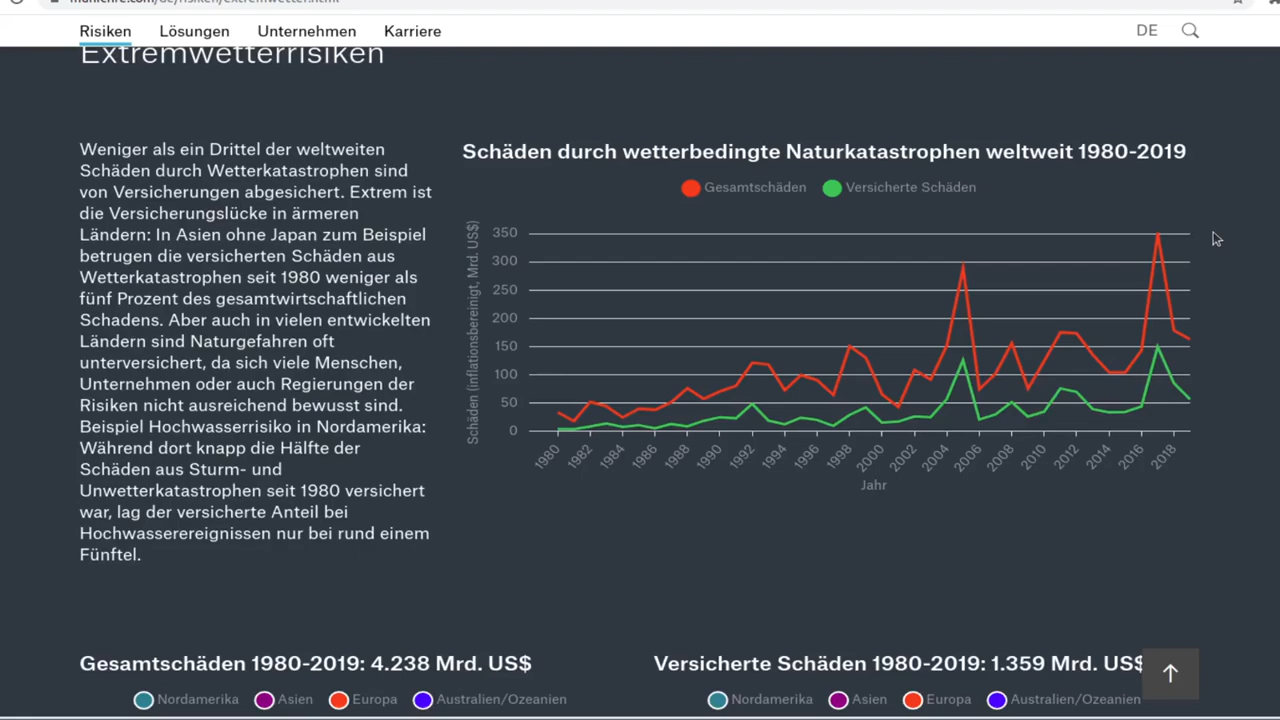 Risiken Lösungen Unternehmen Karriere DE
Extremwetterrisiken
Weniger als ein Drittel der weltweiten
Schäden durch Wetterkatastrophen sind
von Versicherungen abgesichert. Extrem ist
die Versicherungslücke in ärmeren
Ländern: In Asien ohne Japan zum Beispiel
betrugen die versicherten Schäden aus
Wetterkatastrophen seit 1980 weniger als
fünf Prozent des gesamtwirtschaftlichen
Schadens. Aber auch in vielen entwickelten
Ländern sind Naturgefahren oft
unterversichert, da sich viele Menschen,
Unternehmen oder auch Regierungen der
Risiken nicht ausreichend bewusst sind.
Beispiel Hochwasserrisiko in Nordamerika:
Während dort knapp die Hälfte der
Schäden aus Sturm- und
Unwetterkatastrophen seit 1980 versichert
war, lag der versicherte Anteil bei
Hochwasserereignissen nur bei rund einem
Fünftel.
Schäden durch wetterbedingte Naturkatastrophen weltweit 1980-2019
Gesamtschäden Versicherte Schäden
Schäden (inflationsbereinigt, Mrd. US$)
350
300
250
200
150
100
50
0
1980 1982 1984 1986 1988 1990 1992 1994 1996 1998 2000 2002 2004 2006 2008 2010 2012 2014 2016 2018
Jahr
Gesamtschäden 1980-2019: 4.238 Mrd. US$
Nordamerika Asien Europa Australien/Ozeanien
Versicherte Schäden 1980-2019: 1.359 Mrd. US$
Nordamerika Asien Europa Australien/Ozeanien